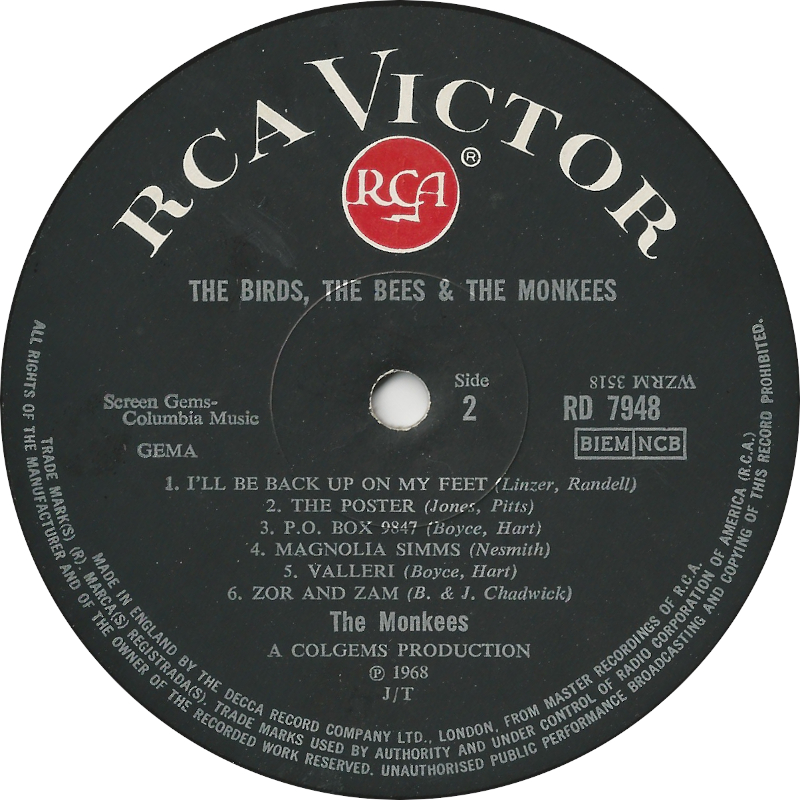 RCA VICTOR
RCA ®
THE BIRDS, THE BEES & THE MONKEES
Screen Gems-
Columbia Music
GEMA
Side
2
WZRM 3518
RD 7948
BIEM NCB
1. I'LL BE BACK UP ON MY FEET (Linzer, Randell)
2. THE POSTER (Jones, Pitts)
3. P.O. BOX 9847 (Boyce, Hart)
4. MAGNOLIA SIMMS (Nesmith)
5. VALLERI (Boyce, Hart)
6. ZOR AND ZAM (B. & J. Chadwick)
The Monkees
A COLGEMS PRODUCTION
℗ 1968
J/T
TRADE MARK(S) (R). MARCA(S) REGISTRADA(S). TRADE MARKS USED BY AUTHORITY AND UNDER CONTROL OF RADIO CORPORATION OF AMERICA (R.C.A.)
MADE IN ENGLAND BY THE DECCA RECORD COMPANY LTD., LONDON, FROM MASTER RECORDINGS OF R.C.A.
ALL RIGHTS OF THE MANUFACTURER AND OF THE OWNER OF THE RECORDED WORK RESERVED. UNAUTHORISED PUBLIC PERFORMANCE BROADCASTING AND COPYING OF THIS RECORD PROHIBITED.